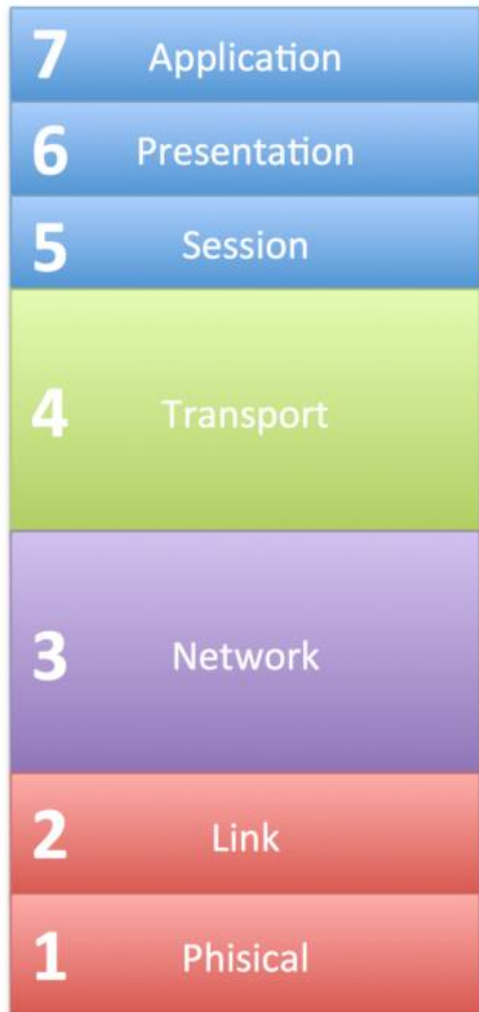 7 Application
6 Presentation
5 Session
4 Transport
3 Network
2 Link
1 Phisical